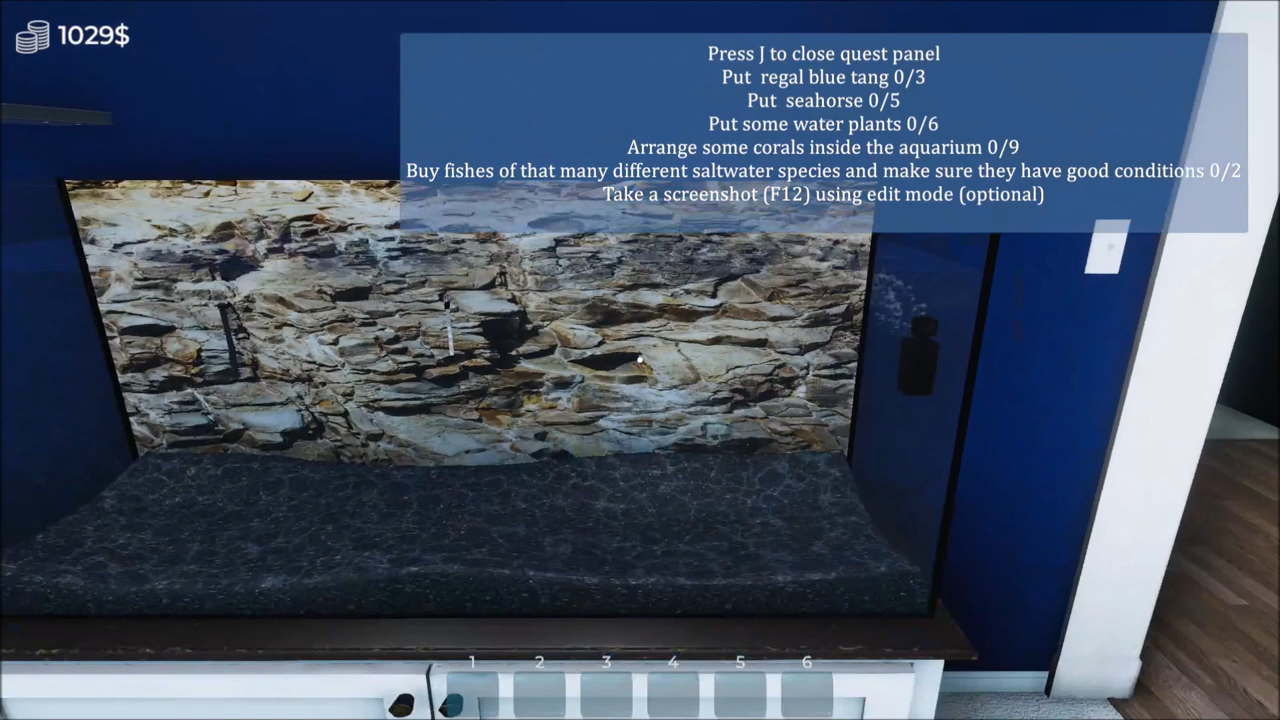 1029$
Press J to close quest panel
Put regal blue tang 0/3
Put seahorse 0/5
Put some water plants 0/6
Arrange some corals inside the aquarium 0/9
Buy fishes of that many different saltwater species and make sure they have good conditions 0/2
Take a screenshot (F12) using edit mode (optional)
1 2 3 4 5 6